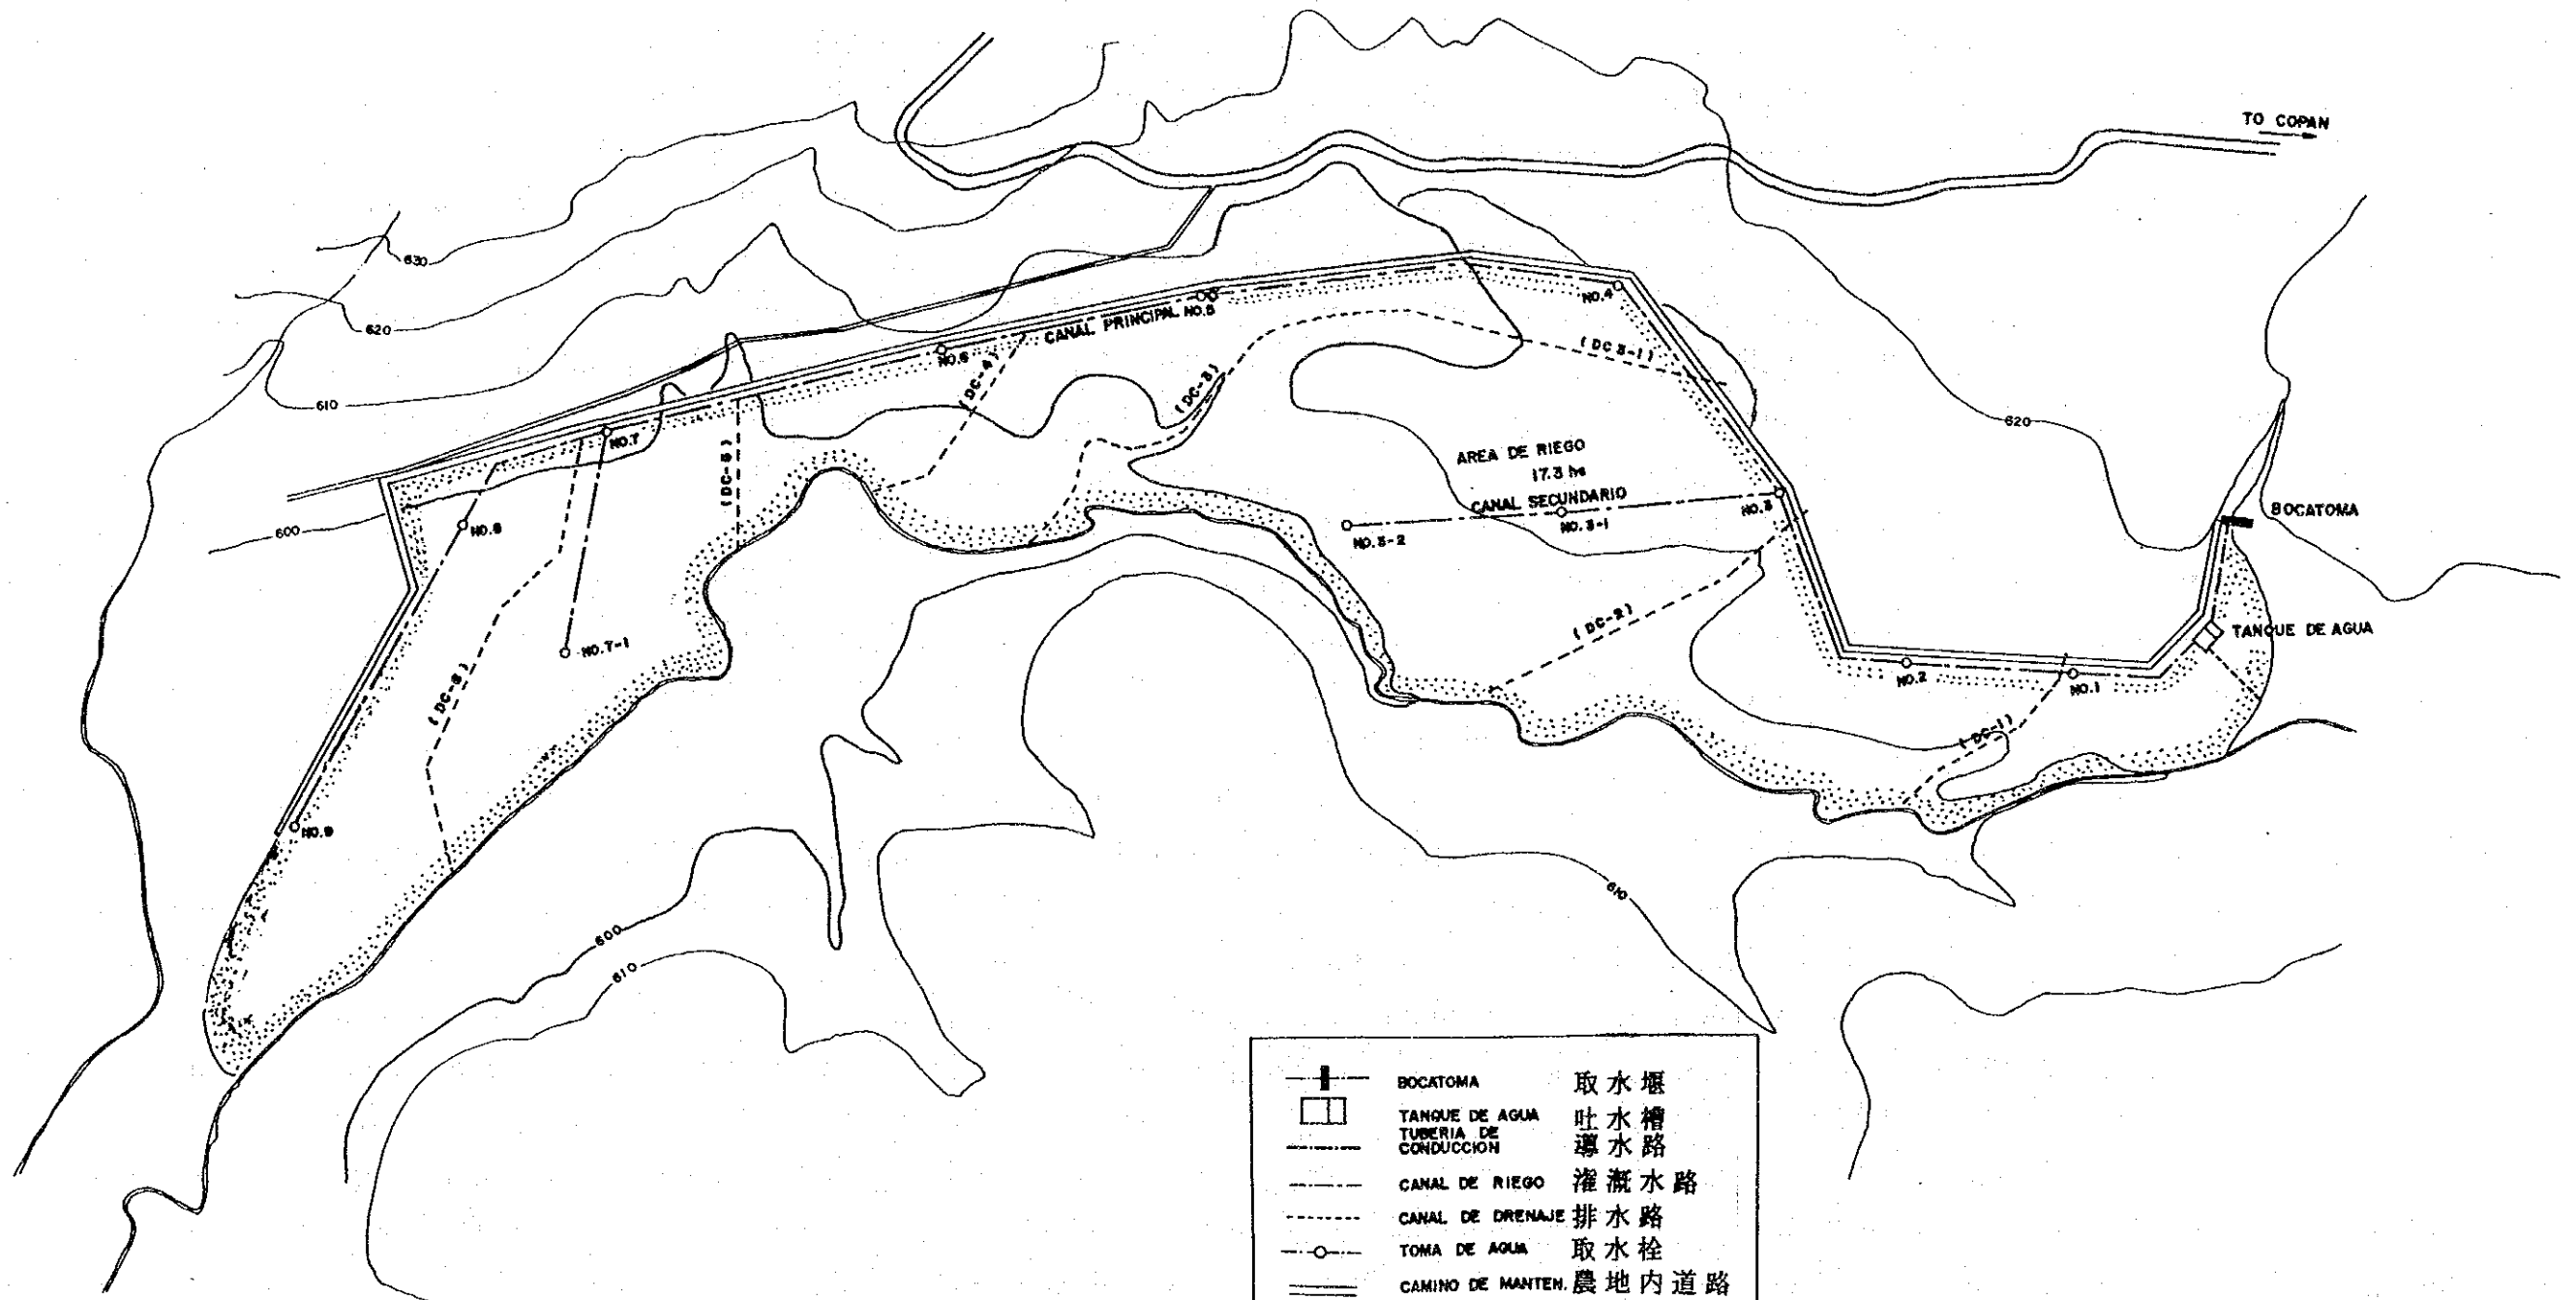 TO COPAN
630
620
610
600
NO.4
CANAL PRINCIPAL NO.5
NO.6
(DC-4)
(DC-3)
(DC 3-1)
NO.7
(DC-5)
NO.8
NO.7-1
(DC-6)
NO.9
AREA DE RIEGO
17.3 ha
CANAL SECUNDARIO
NO.3
NO.3-1
NO.3-2
(DC-2)
620
BOCATOMA
TANQUE DE AGUA
NO.2
NO.1
(DC-1)
600
610
610
BOCATOMA 取水堰
TANQUE DE AGUA 吐水槽
TUBERIA DE
CONDUCCION 導水路
CANAL DE RIEGO 灌漑水路
CANAL DE DRENAJE 排水路
TOMA DE AGUA 取水栓
CAMINO DE MANTEN. 農地内道路